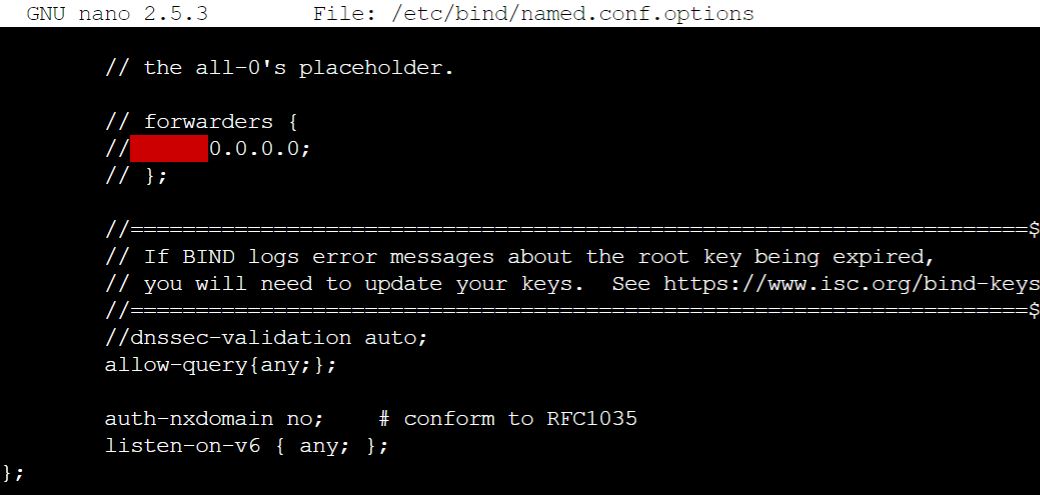 GNU nano 2.5.3 File: /etc/bind/named.conf.options
// the all-0's placeholder.
// forwarders {
// 0.0.0.0;
// };
//=====================================================================$
// If BIND logs error messages about the root key being expired,
// you will need to update your keys. See https://www.isc.org/bind-keys
//=====================================================================$
//dnssec-validation auto;
allow-query{any;};
auth-nxdomain no; # conform to RFC1035
listen-on-v6 { any; };
};